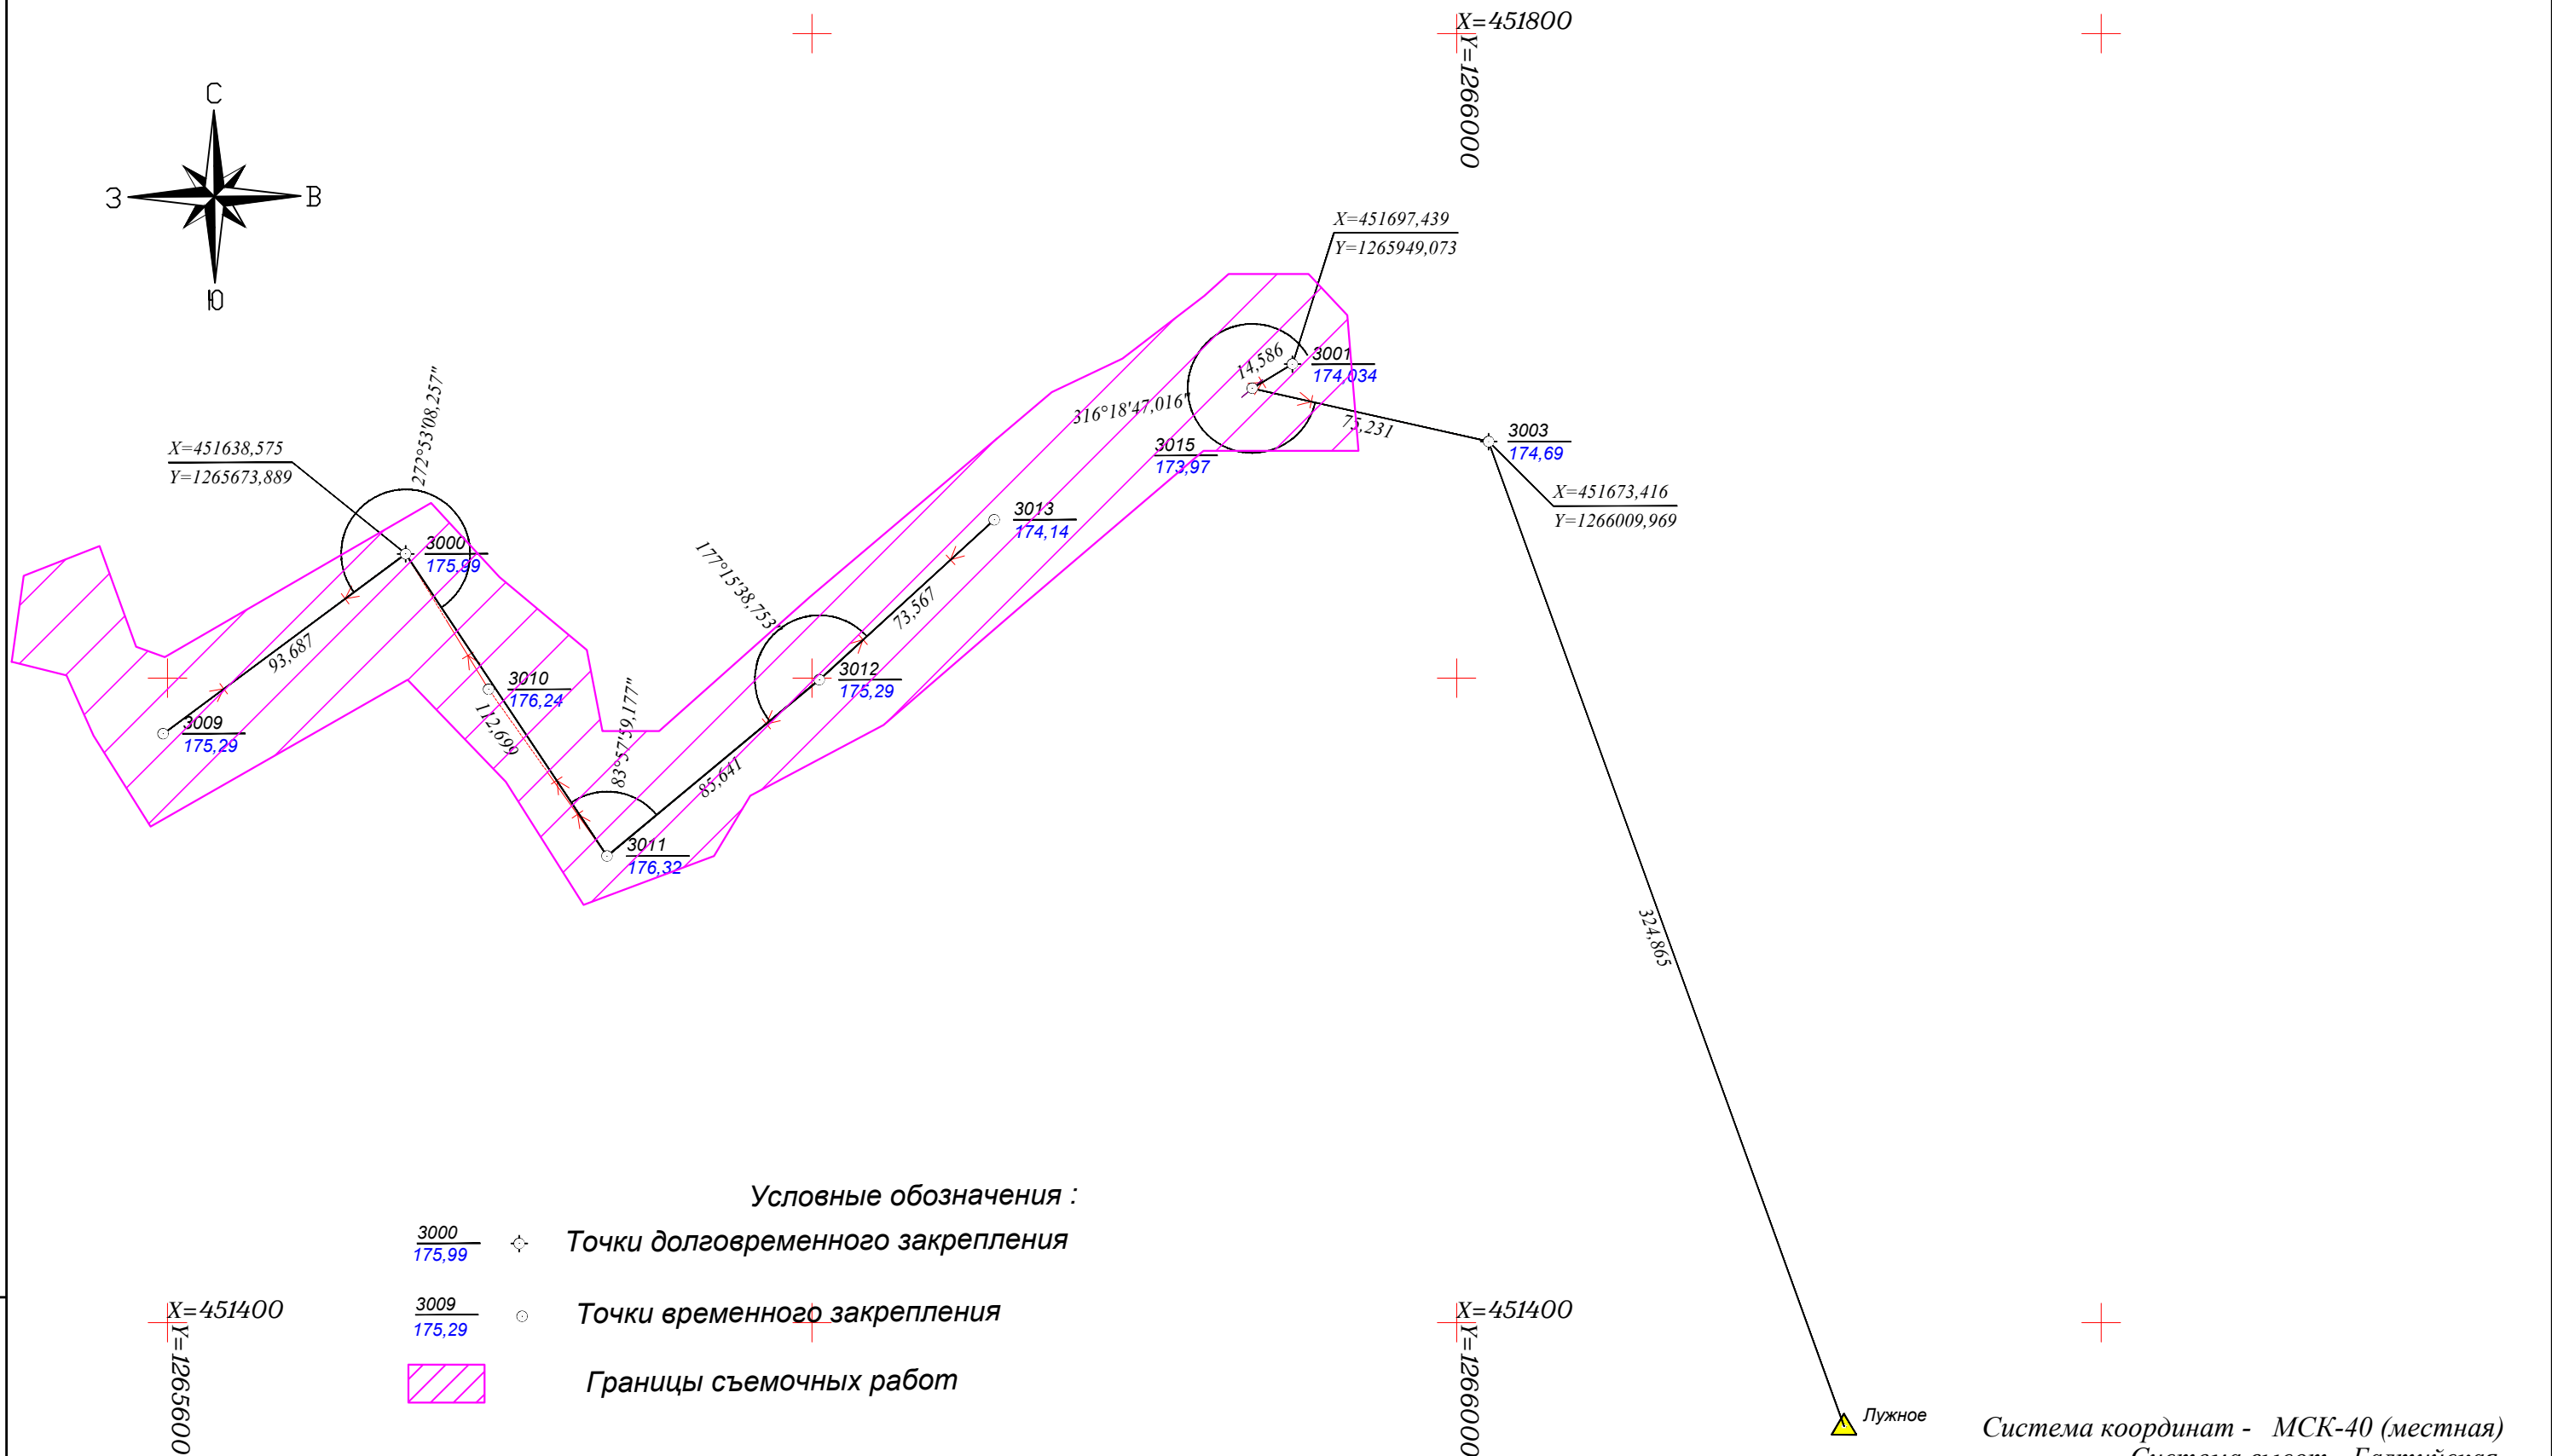 X=451800
Y=1266000
С
З
В
Ю
X=451697,439
Y=1265949,073
14,586
3001
174,034
316°18'47,016"
75,231
3015
173,97
3003
174,69
X=451673,416
Y=1266009,969
X=451638,575
Y=1265673,889
272°53'08,257"
3000
175,99
3013
174,14
177°15'38,753"
73,567
93,687
3010
176,24
3012
175,29
3009
175,29
112,699
83°57'59,177"
85,641
3011
176,32
324,865
Условные обозначения :
3000
175,99
Точки долговременного закрепления
3009
175,29
Точки временного закрепления
Границы съемочных работ
X=451400
Y=1265600
X=451400
Y=1266000
Лужное
Система координат - МСК-40 (местная)
Система высот - Балтийская